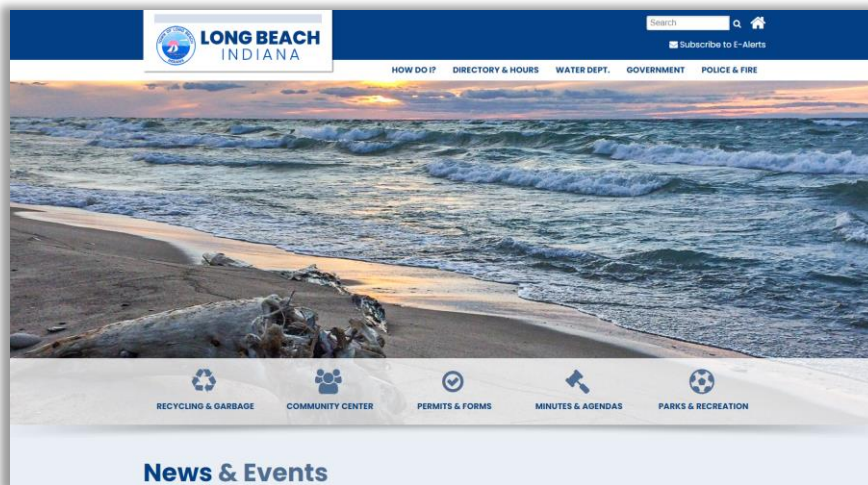 LONG BEACH
INDIANA
Search
Subscribe to E-Alerts
HOW DO I? DIRECTORY & HOURS WATER DEPT. GOVERNMENT POLICE & FIRE
RECYCLING & GARBAGE COMMUNITY CENTER PERMITS & FORMS MINUTES & AGENDAS PARKS & RECREATION
News & Events